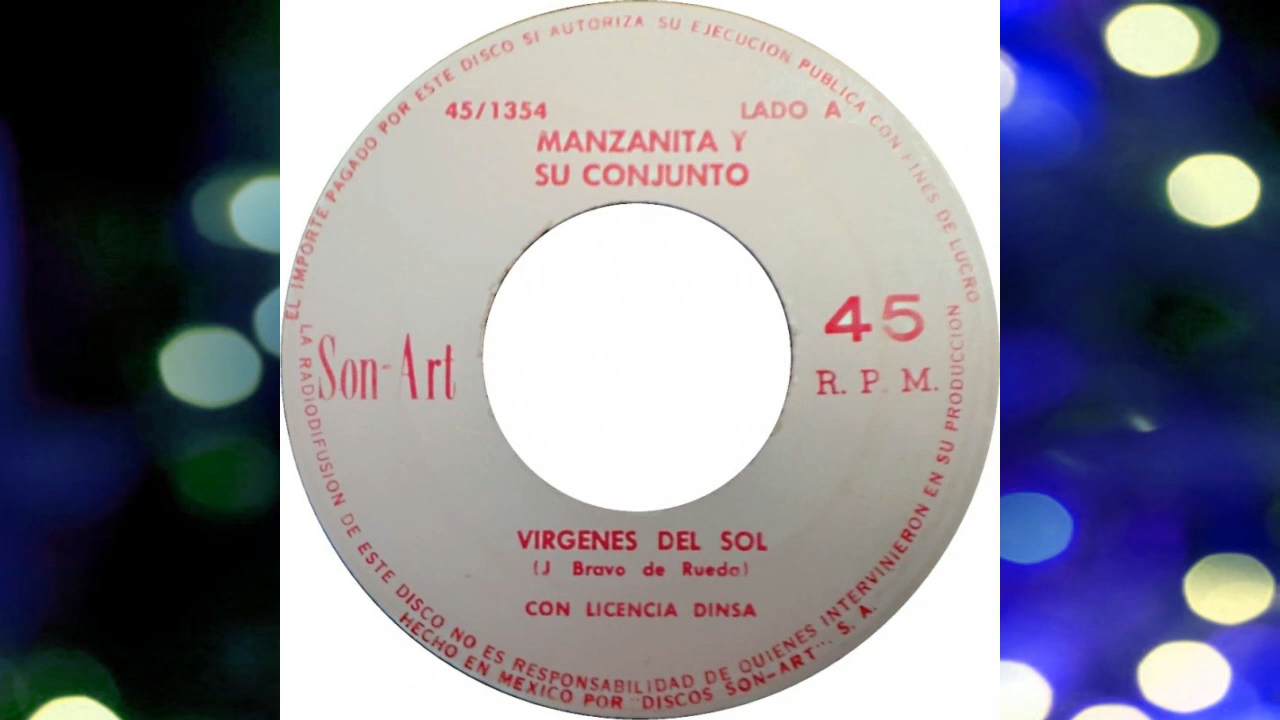 EL IMPORTE PAGADO POR ESTE DISCO SI AUTORIZA SU EJECUCION PUBLICA CON FINES DE LUCRO
45/1354 LADO A
MANZANITA Y
SU CONJUNTO
Son-Art
45
R. P. M.
VIRGENES DEL SOL
(J Bravo de Rueda)
CON LICENCIA DINSA
LA RADIODIFUSION DE ESTE DISCO NO ES RESPONSABILIDAD DE QUIENES INTERVINIERON EN SU PRODUCCION
HECHO EN MEXICO POR "DISCOS SON-ART", S. A.